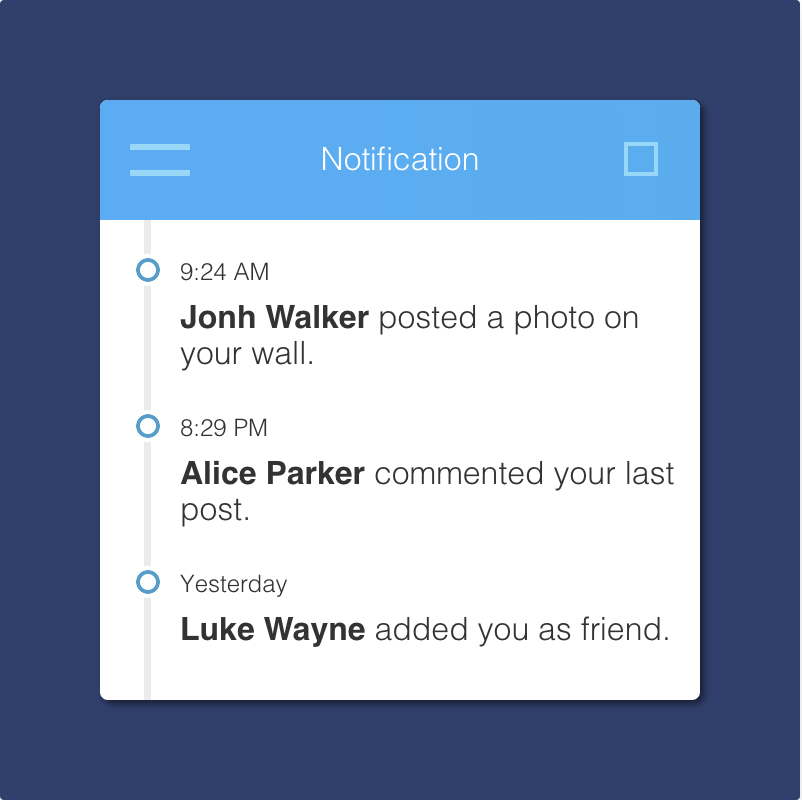 Notification
9:24 AM
Jonh Walker posted a photo on
your wall.
8:29 PM
Alice Parker commented your last
post.
Yesterday
Luke Wayne added you as friend.